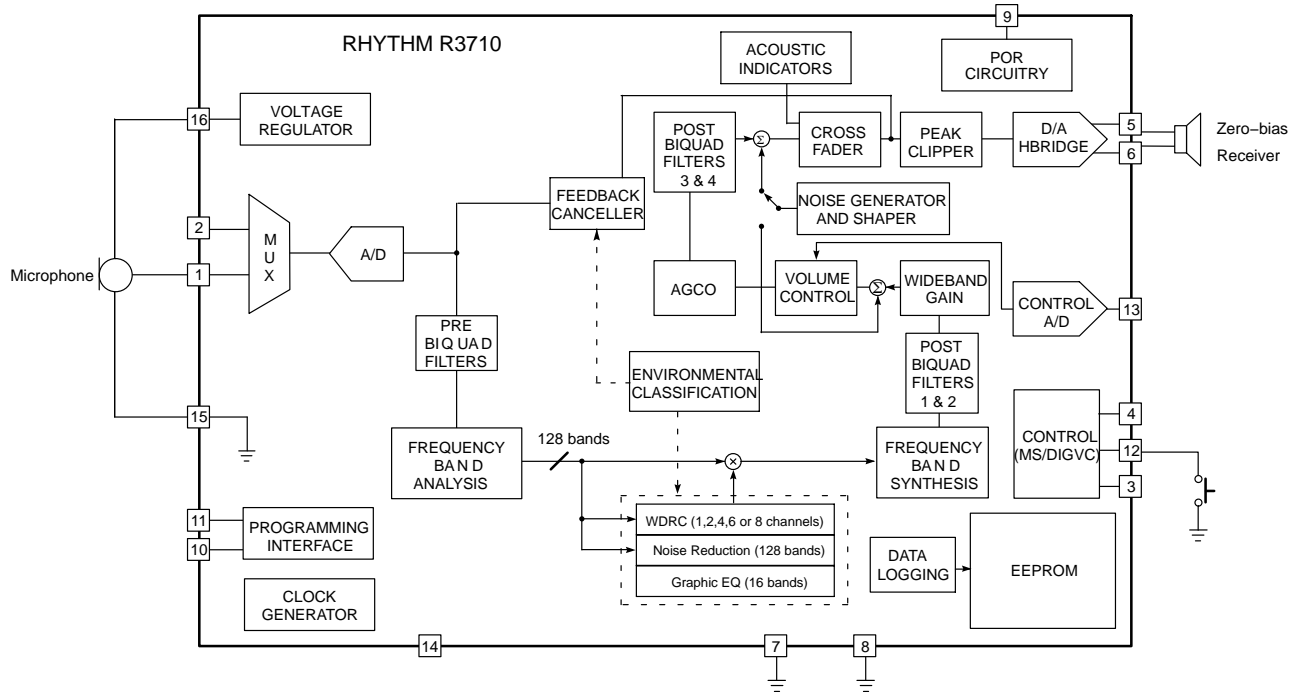 9
RHYTHM R3710
ACOUSTIC
INDICATORS
POR
CIRCUITRY
16
VOLTAGE
REGULATOR
POST
BIQUAD
FILTERS
3 & 4
Σ
CROSS
FADER
PEAK
CLIPPER
D/A
HBRIDGE
5
6
Zero−bias
Receiver
FEEDBACK
CANCELLER
NOISE GENERATOR
AND SHAPER
2
1
Microphone
M
U
X
A/D
AGCO
VOLUME
CONTROL
Σ
WIDEBAND
GAIN
CONTROL
A/D
13
PRE
BIQUAD
FILTERS
ENVIRONMENTAL
CLASSIFICATION
POST
BIQUAD
FILTERS
1 & 2
15
FREQUENCY
BAND
ANALYSIS
128 bands
×
FREQUENCY
BAND
SYNTHESIS
CONTROL
(MS/DIGVC)
4
12
3
11
10
PROGRAMMING
INTERFACE
WDRC (1,2,4,6 or 8 channels)
Noise Reduction (128 bands)
Graphic EQ (16 bands)
DATA
LOGGING
EEPROM
CLOCK
GENERATOR
14
7
8